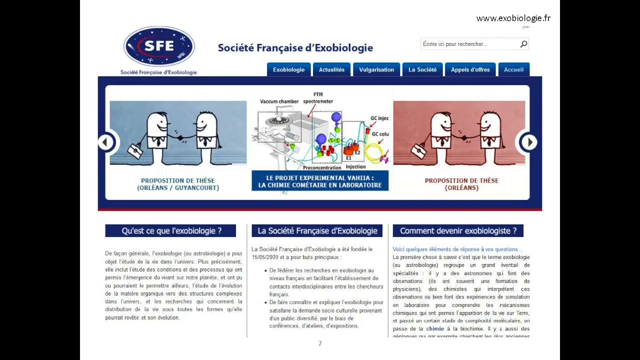 www.exobiologie.fr
SFE
Société Française d'Exobiologie
Société Française d'Exobiologie
Ecrire ici pour rechercher...
Exobiologie
Actualités
Vulgarisation
La Société
Appels d'offres
Accueil
PROPOSITION DE THÈSE
(ORLÉANS / GUYANCOURT)
Vaccum chamber
FTIR
spectrometer
GC injec
GC colu
Preconcentration
Injection
LE PROJET EXPERIMENTAL VAHIIA :
LA CHIMIE COMÉTAIRE EN LABORATOIRE
PROPOSITION DE THÈSE
(ORLÉANS)
Qu'est ce que l'exobiologie ?
De façon générale, l'exobiologie (ou astrobiologie) a pour
objet l'étude de la vie dans l'univers. Plus précisément,
elle inclut l'étude des conditions et des processus qui ont
permis l'émergence du vivant sur notre planète, et ont pu
ou pourraient le permettre ailleurs, l'étude de l'évolution
de la matière organique vers des structures complexes
dans l'univers, et les recherches qui concernent la
distribution de la vie sous toutes les formes qu'elle
pourrait revêtir et son évolution.
La Société Française d'Exobiologie
La Société Française d'Exobiologie a été fondée le
15/05/2009 et a pour buts principaux :
De fédérer les recherches en exobiologie au
niveau français en facilitant l'établissement de
contacts interdisciplinaires entre les chercheurs
français.
De faire connaître et expliquer l'exobiologie pour
satisfaire la demande socio culturelle provenant
d'un public diversifié, par le biais de
conférences, d'ateliers, d'expositions.
Comment devenir exobiologiste ?
Voici quelques éléments de réponse à vos questions...
La première chose à savoir c'est que le terme exobiologie
(ou astrobiologie) regroupe un grand éventail de
spécialités : il y a des astronomes qui font des
observations (ils ont souvent une formation de
physiciens), des chimistes qui interprètent ces
observations ou bien font des expériences de simulation
en laboratoire pour comprendre les mécanismes
chimiques qui ont permis l'apparition de la vie sur Terre,
et passé un certain stade de complexité moléculaire, on
passe de la chimie à la biochimie. Il y a aussi des
géologues qui par exemple cherchent les plus anciennes
7